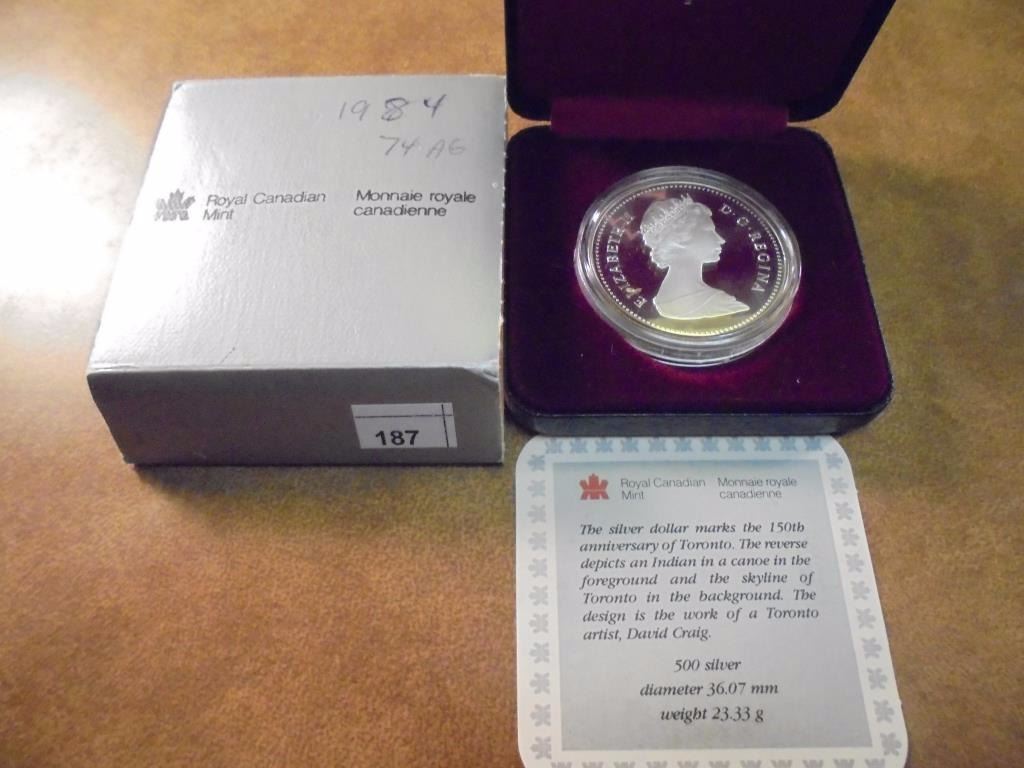 1984
74 AG
Royal Canadian Mint
Monnaie royale canadienne
187
ELIZABETH II D·G·REGINA
Royal Canadian Mint
Monnaie royale canadienne
The silver dollar marks the 150th
anniversary of Toronto. The reverse
depicts an Indian in a canoe in the
foreground and the skyline of
Toronto in the background. The
design is the work of a Toronto
artist, David Craig.
500 silver
diameter 36.07 mm
weight 23.33 g